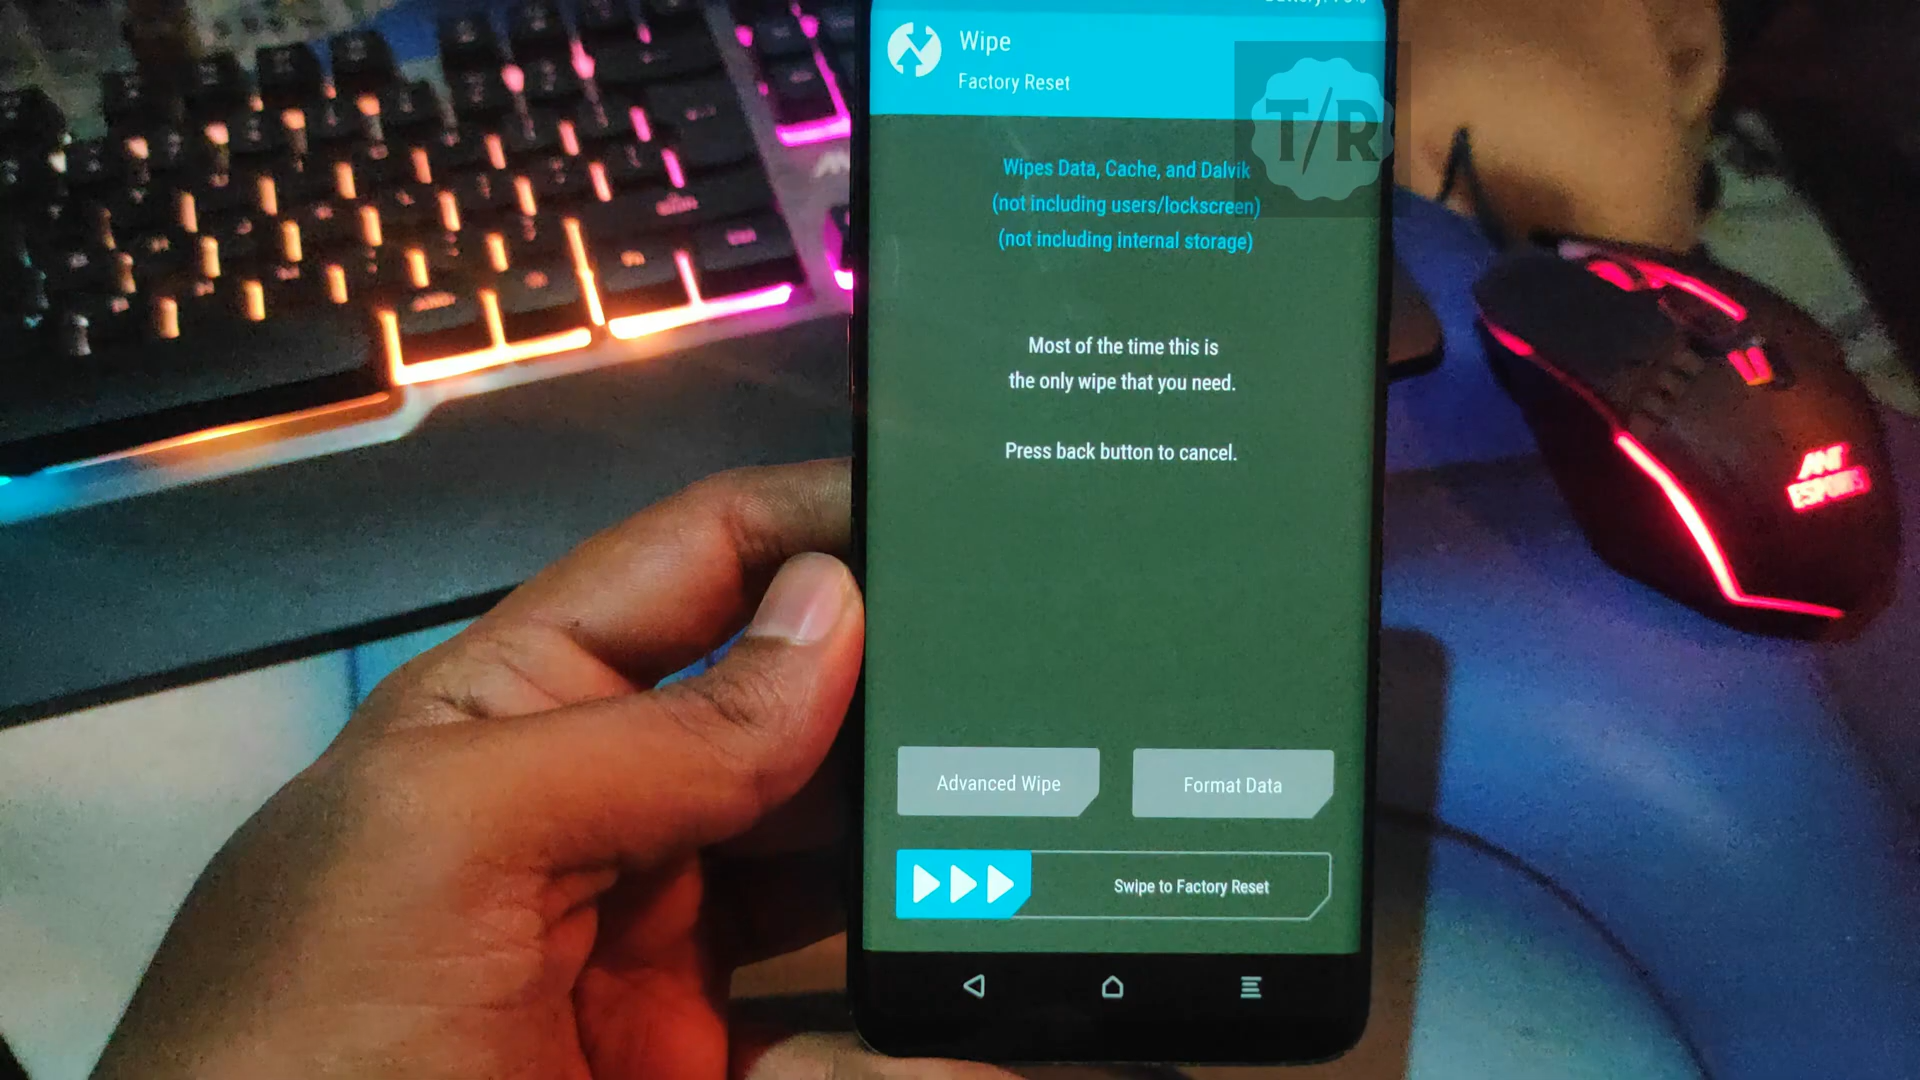 Wipe
Factory Reset
T/R
Wipes Data, Cache, and Dalvik
(not including users/lockscreen)
(not including internal storage)
Most of the time this is
the only wipe that you need.
Press back button to cancel.
ANT
ESPORTS
Advanced Wipe
Format Data
Swipe to Factory Reset